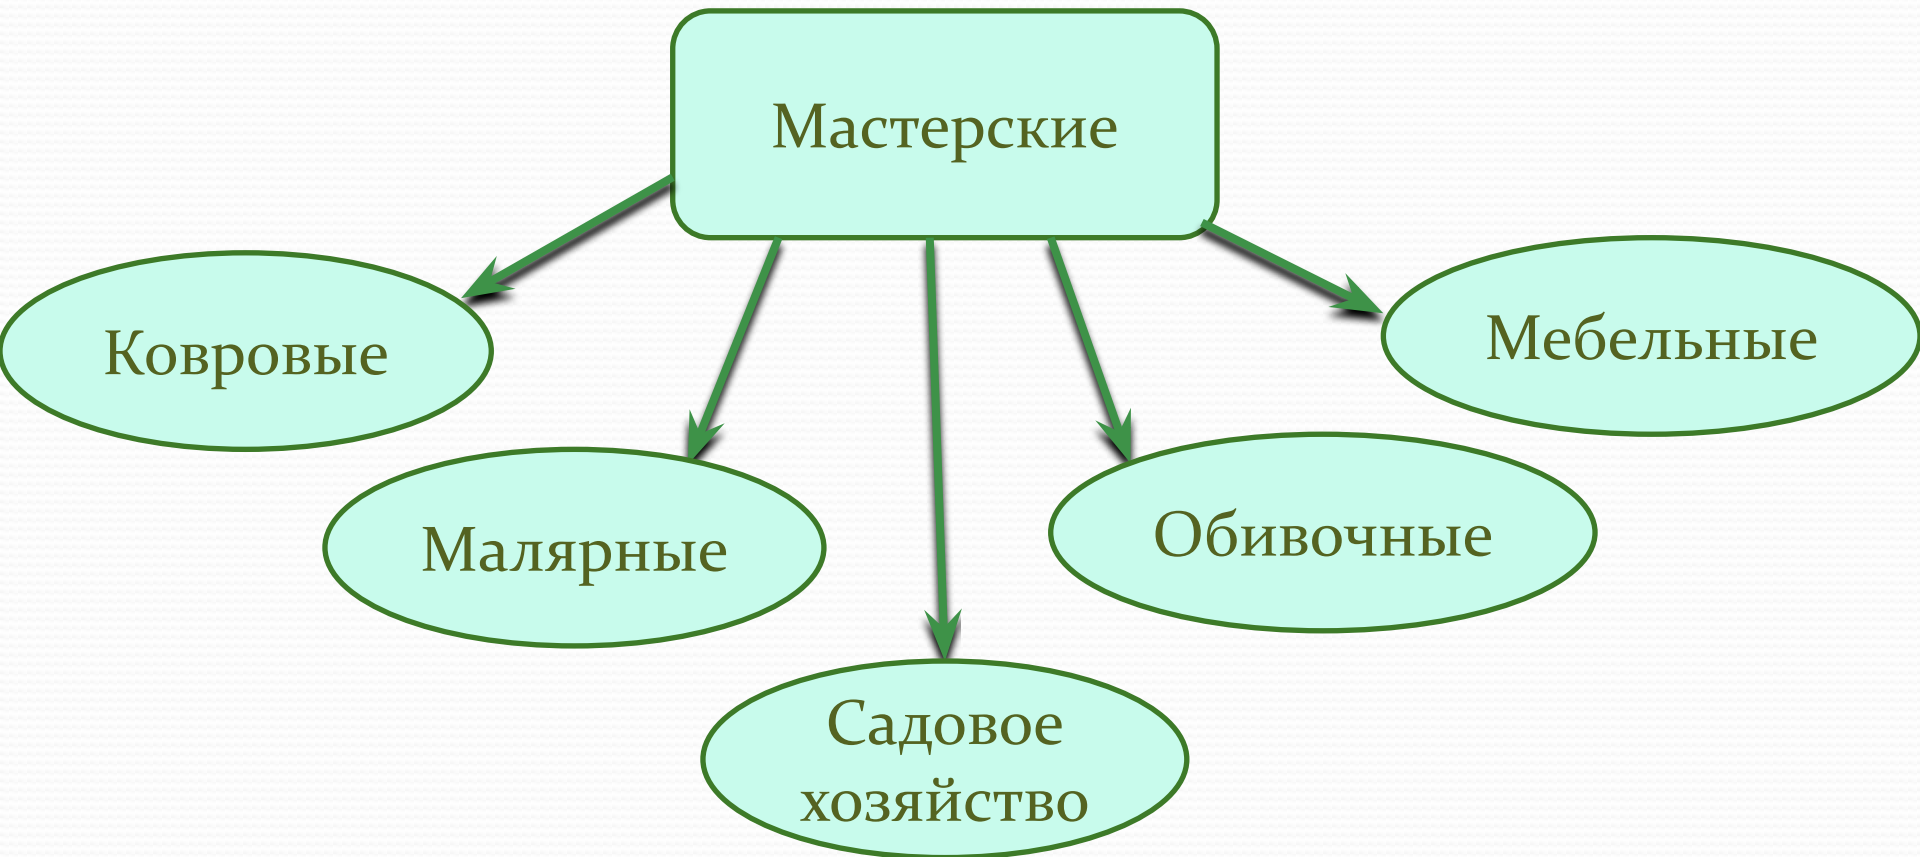 Мастерские
Ковровые
Малярные
Садовое
хозяйство
Обивочные
Мебельные